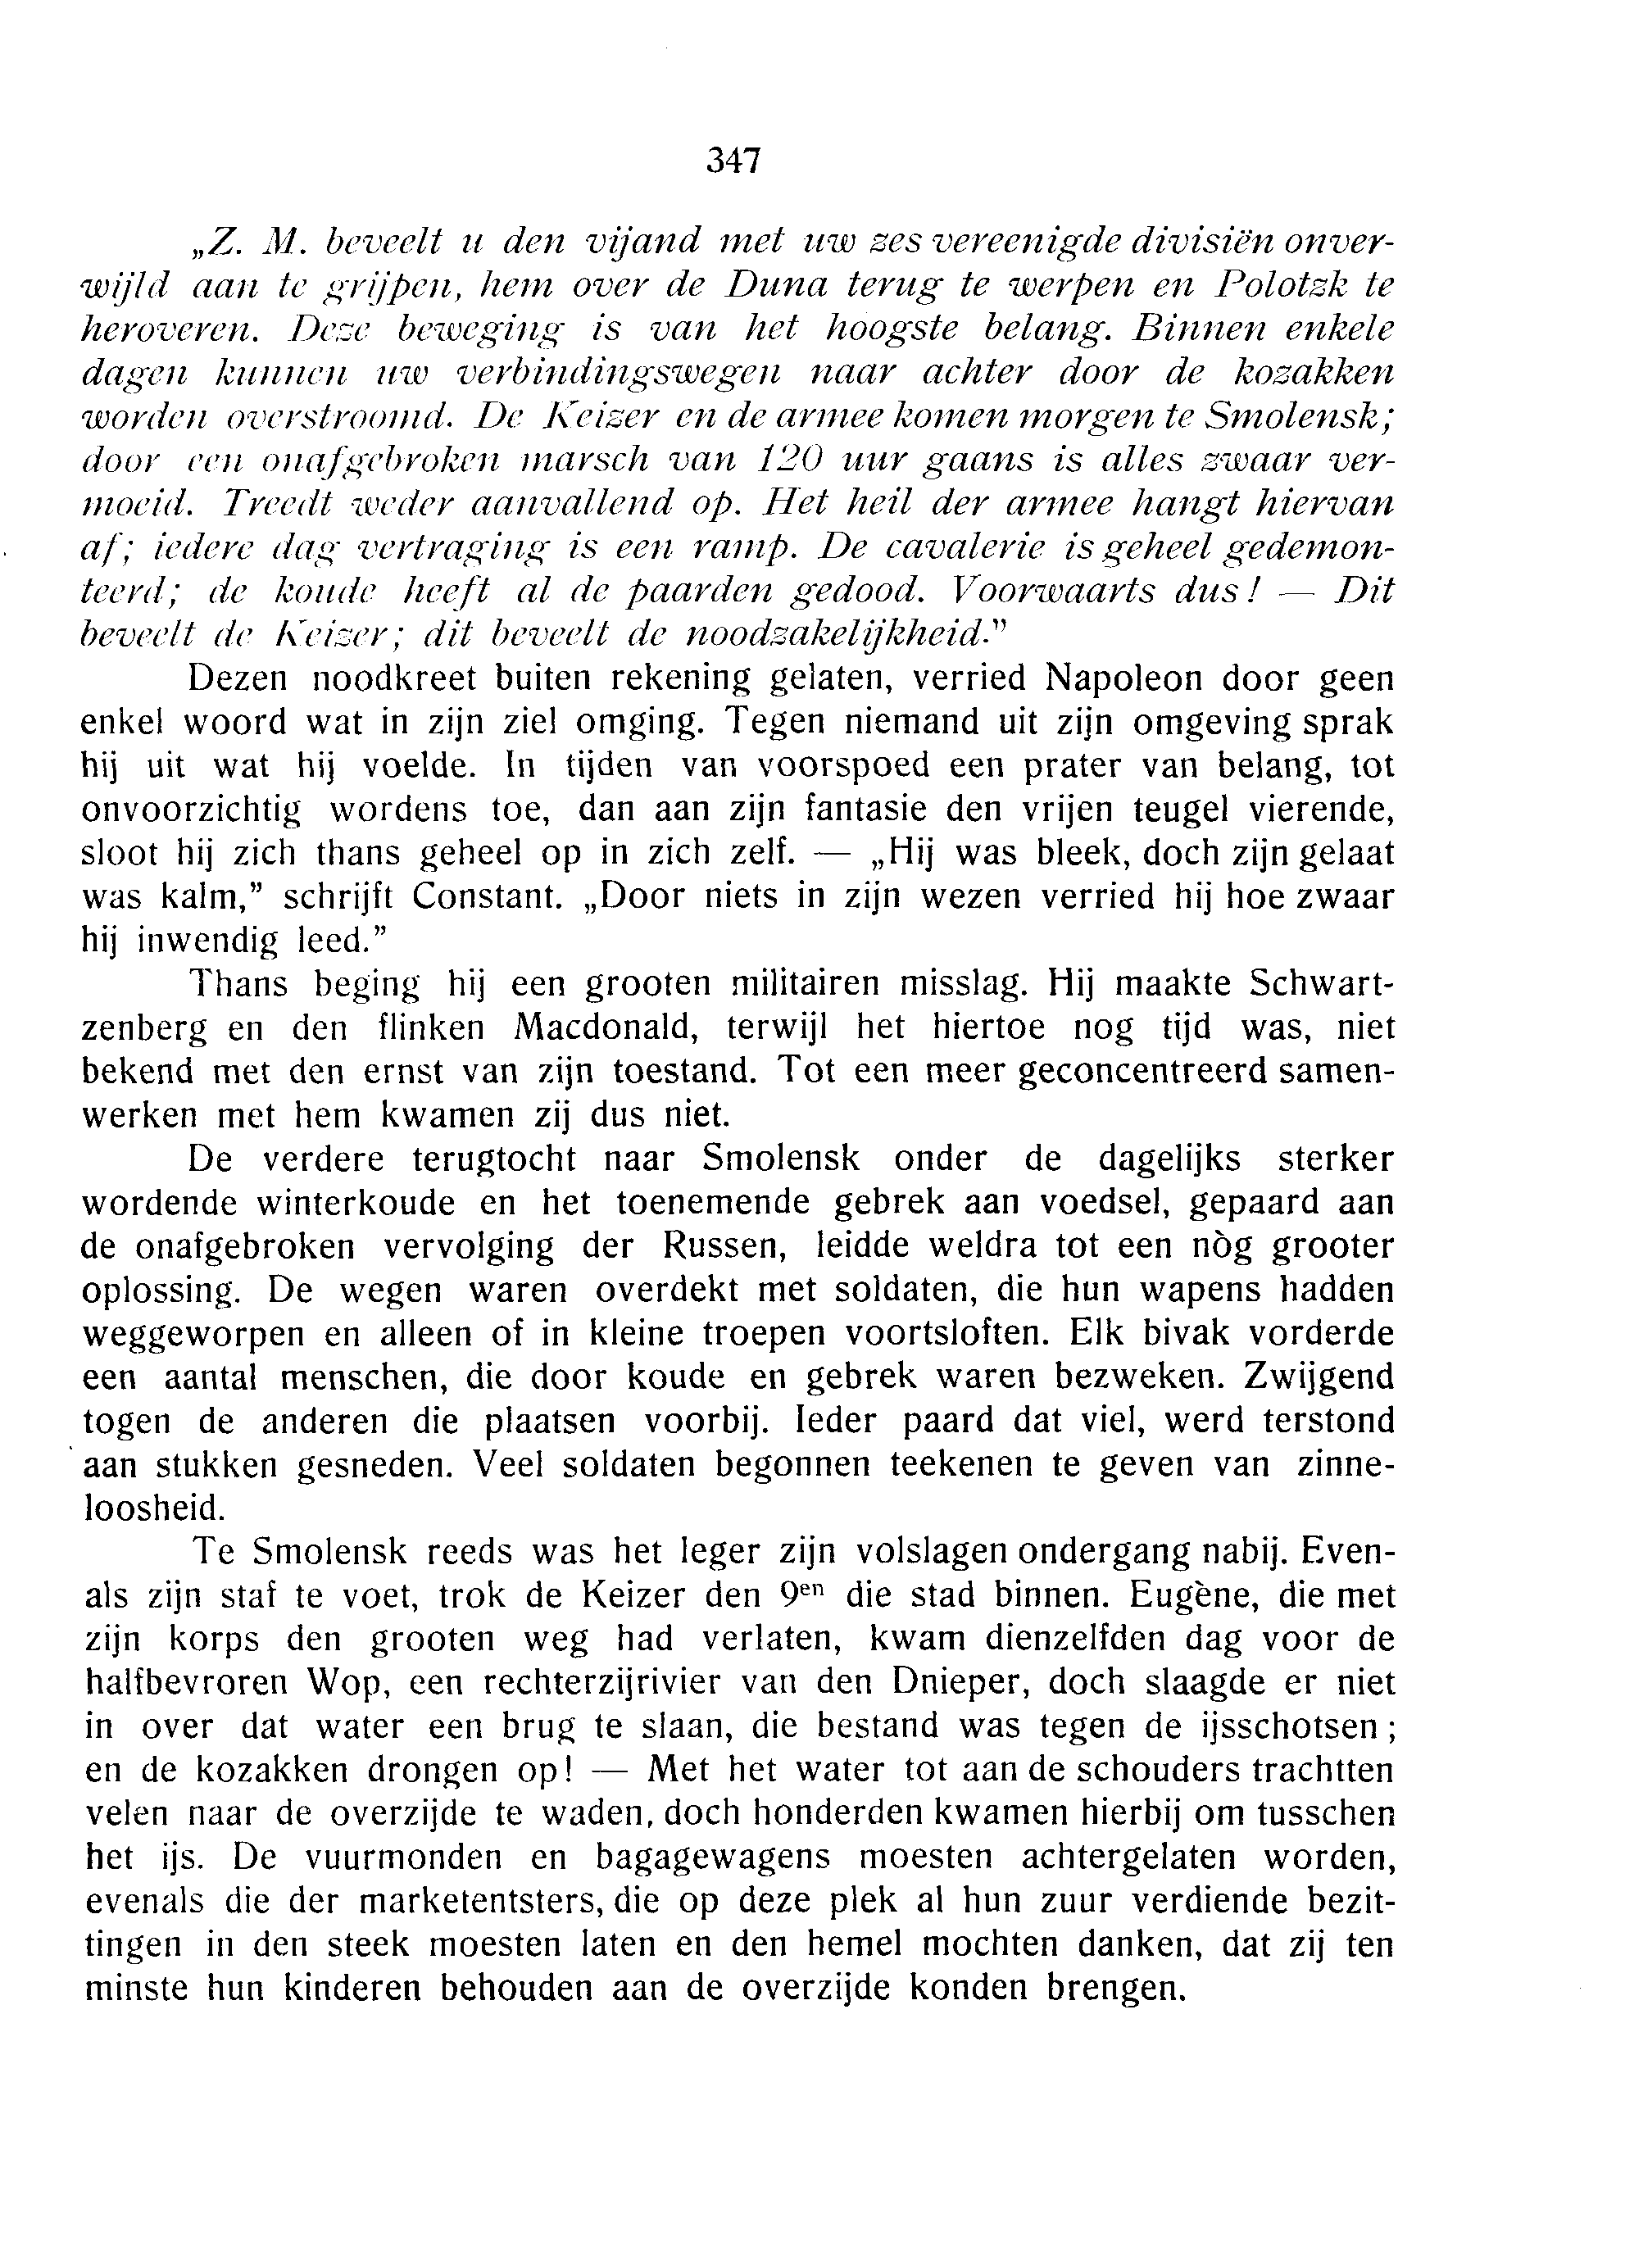 347
„Z. M. beveelt u den vijand met uw zes vereenigde divisiën onver-
wijld aan te grijpen, hem over de Duna terug te werpen en Polotzk te
heroveren. Deze beweging is van het hoogste belang. Binnen enkele
dagen kunnen uw verbindingswegen naar achter door de kozakken
worden overstroomd. De Keizer en de armee komen morgen te Smolensk;
door een onafgebroken marsch van 120 uur gaans is alles zwaar ver-
moeid. Treedt weder aanvallend op. Het heil der armee hangt hiervan
af; iedere dag vertraging is een ramp. De cavalerie is geheel gedemon-
teerd; de koude heeft al de paarden gedood. Voorwaarts dus! — Dit
beveelt de Keizer; dit beveelt de noodzakelijkheid.”
Dezen noodkreet buiten rekening gelaten, verried Napoleon door geen
enkel woord wat in zijn ziel omging. Tegen niemand uit zijn omgeving sprak
hij uit wat hij voelde. In tijden van voorspoed een prater van belang, tot
onvoorzichtig wordens toe, dan aan zijn fantasie den vrijen teugel vierende,
sloot hij zich thans geheel op in zich zelf. — „Hij was bleek, doch zijn gelaat
was kalm,” schrijft Constant. „Door niets in zijn wezen verried hij hoe zwaar
hij inwendig leed.”
Thans beging hij een grooten militairen misslag. Hij maakte Schwart-
zenberg en den flinken Macdonald, terwijl het hiertoe nog tijd was, niet
bekend met den ernst van zijn toestand. Tot een meer geconcentreerd samen-
werken met hem kwamen zij dus niet.
De verdere terugtocht naar Smolensk onder de dagelijks sterker
wordende winterkoude en het toenemende gebrek aan voedsel, gepaard aan
de onafgebroken vervolging der Russen, leidde weldra tot een nòg grooter
oplossing. De wegen waren overdekt met soldaten, die hun wapens hadden
weggeworpen en alleen of in kleine troepen voortsloften. Elk bivak vorderde
een aantal menschen, die door koude en gebrek waren bezweken. Zwijgend
togen de anderen die plaatsen voorbij. Ieder paard dat viel, werd terstond
aan stukken gesneden. Veel soldaten begonnen teekenen te geven van zinne-
loosheid.
Te Smolensk reeds was het leger zijn volslagen ondergang nabij. Even-
als zijn staf te voet, trok de Keizer den 9en die stad binnen. Eugène, die met
zijn korps den grooten weg had verlaten, kwam dienzelfden dag voor de
halfbevroren Wop, een rechterzijrivier van den Dnieper, doch slaagde er niet
in over dat water een brug te slaan, die bestand was tegen de ijsschotsen;
en de kozakken drongen op! — Met het water tot aan de schouders trachtten
velen naar de overzijde te waden, doch honderden kwamen hierbij om tusschen
het ijs. De vuurmonden en bagagewagens moesten achtergelaten worden,
evenals die der marketentsters, die op deze plek al hun zuur verdiende bezit-
tingen in den steek moesten laten en den hemel mochten danken, dat zij ten
minste hun kinderen behouden aan de overzijde konden brengen.